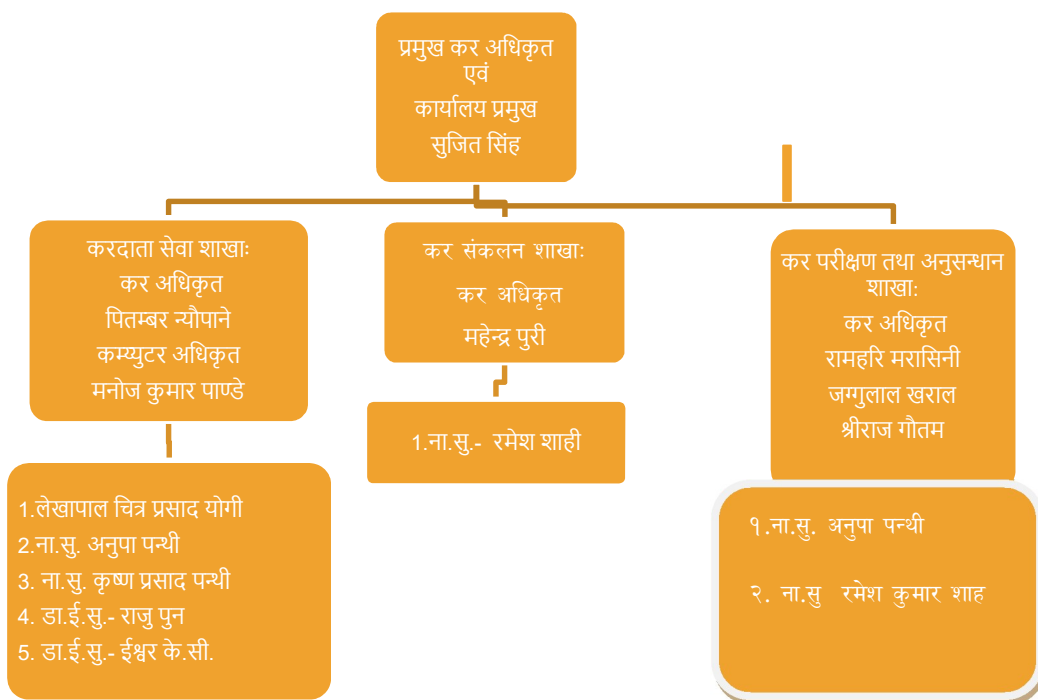 प्रमुख कर अधिकृत
एवं
कार्यालय प्रमुख
सुजित सिंह
करदाता सेवा शाखाः
कर अधिकृत
पितम्बर न्यौपाने
कम्प्युटर अधिकृत
मनोज कुमार पाण्डे
कर संकलन शाखाः
कर अधिकृत
महेन्द्र पुरी
कर परीक्षण तथा अनुसन्धान
शाखा:
कर अधिकृत
रामहरि मरासिनी
जग्गुलाल खराल
श्रीराज गौतम
1.लेखापाल चित्र प्रसाद योगी
2.ना.सु. अनुपा पन्थी
3. ना.सु. कृष्ण प्रसाद पन्थी
4. डा.ई.सु.- राजु पुन
5. डा.ई.सु.- ईश्वर के.सी.
1.ना.सु.- रमेश शाही
१.ना.सु. अनुपा पन्थी
२. ना.सु रमेश कुमार शाह